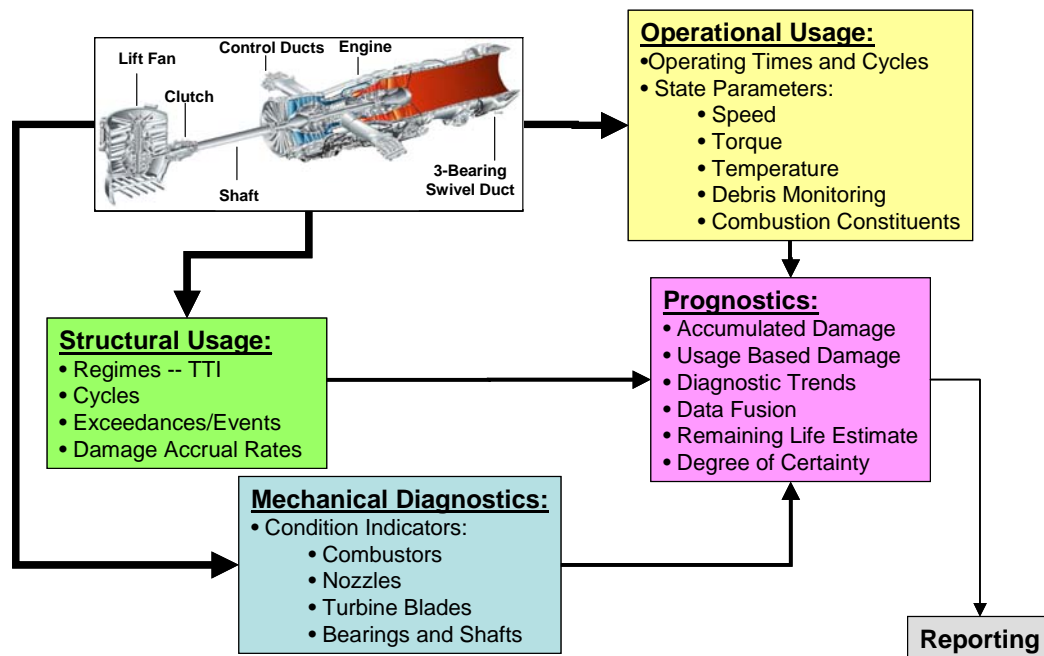 Control Ducts
Engine
Lift Fan
Clutch
Shaft
3-Bearing
Swivel Duct
Operational Usage:
•Operating Times and Cycles
• State Parameters:
• Speed
• Torque
• Temperature
• Debris Monitoring
• Combustion Constituents
Structural Usage:
• Regimes -- TTI
• Cycles
• Exceedances/Events
• Damage Accrual Rates
Prognostics:
• Accumulated Damage
• Usage Based Damage
• Diagnostic Trends
• Data Fusion
• Remaining Life Estimate
• Degree of Certainty
Mechanical Diagnostics:
• Condition Indicators:
• Combustors
• Nozzles
• Turbine Blades
• Bearings and Shafts
Reporting